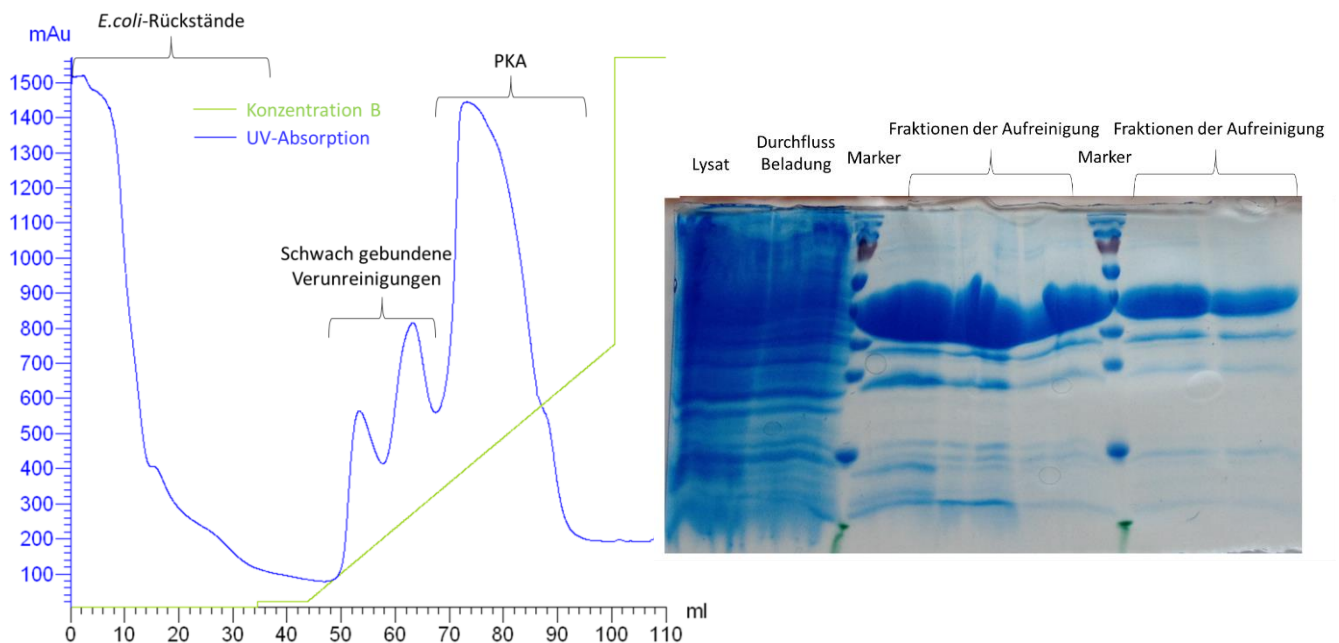 E.coli-Rückstände
mAu
PKA
1500
1400
1300
1200
1100
1000
900
800
700
600
500
400
300
200
100
Konzentration B
UV-Absorption
Schwach gebundene
Verunreinigungen
0 10 20 30 40 50 60 70 80 90 100 110
ml
Lysat
Durchfluss
Beladung
Marker
Fraktionen der Aufreinigung
Marker
Fraktionen der Aufreinigung